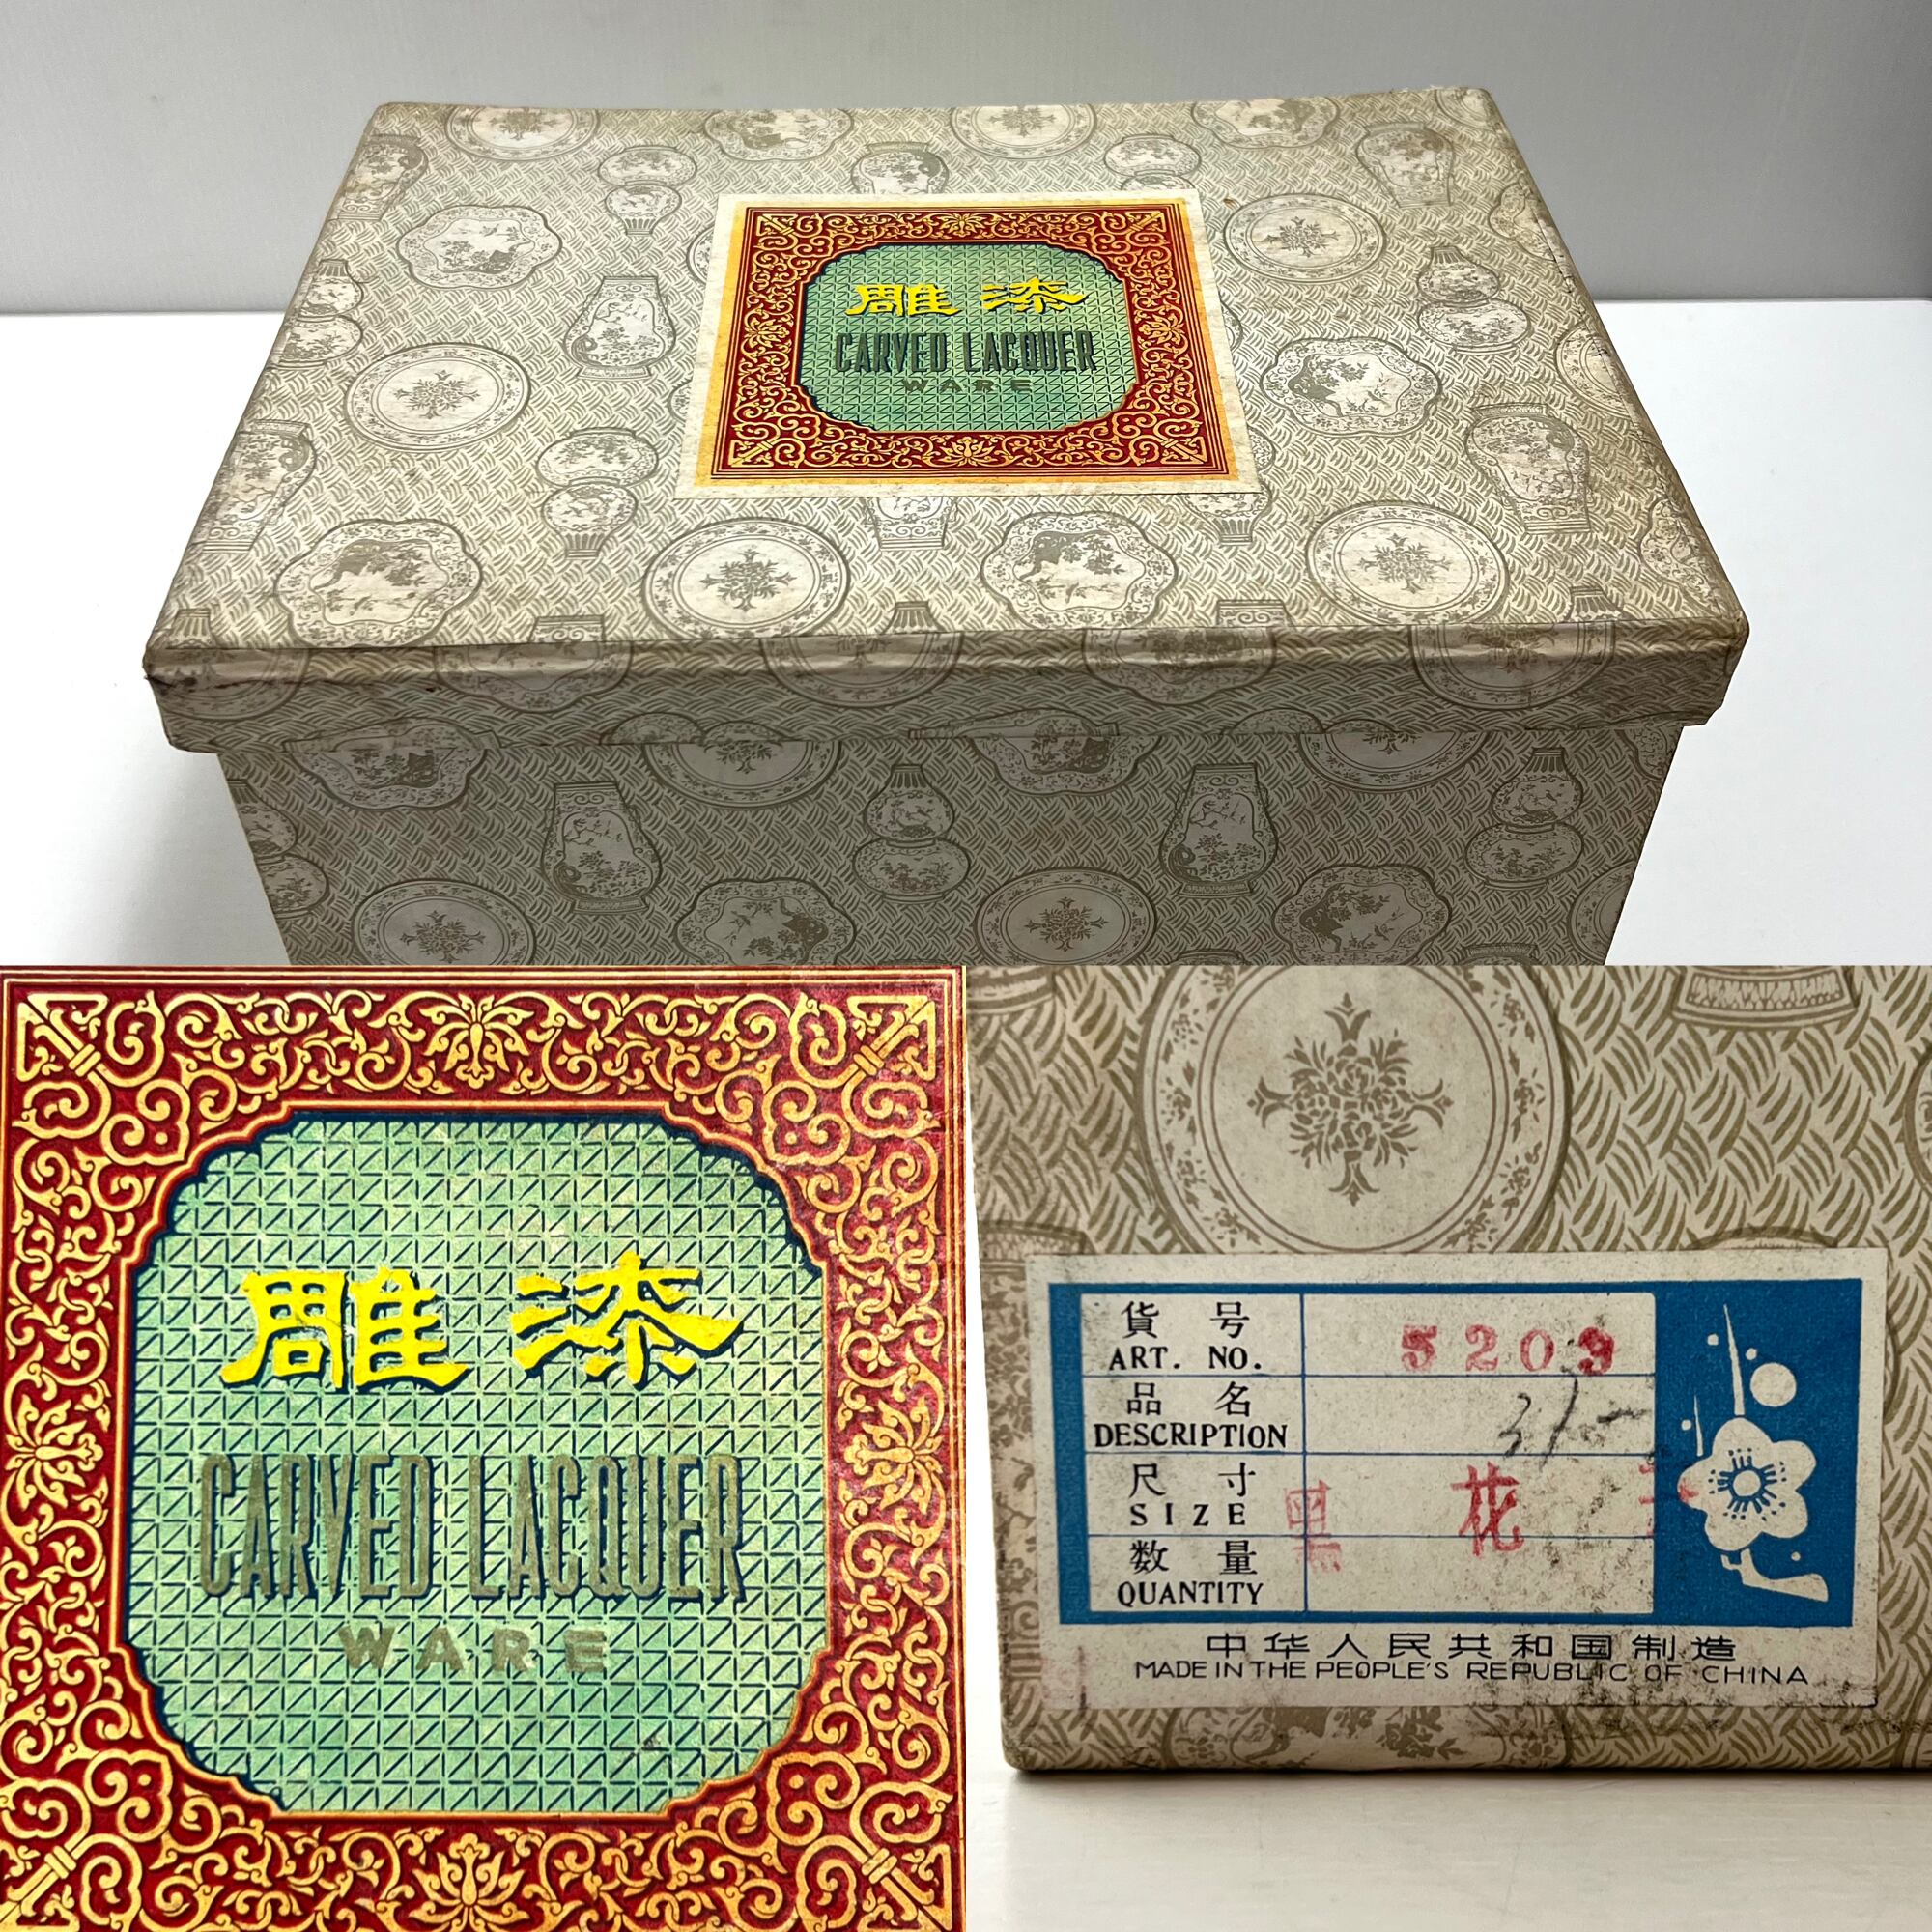 雕漆
CARVED LACQUER
WARE
雕漆
CARVED LACQUER
WARE
貨号 5209
ART. NO.
品名
DESCRIPTION
尺寸
SIZE
黑花
数量
QUANTITY
中华人民共和国制造
MADE IN THE PEOPLE'S REPUBLIC OF CHINA